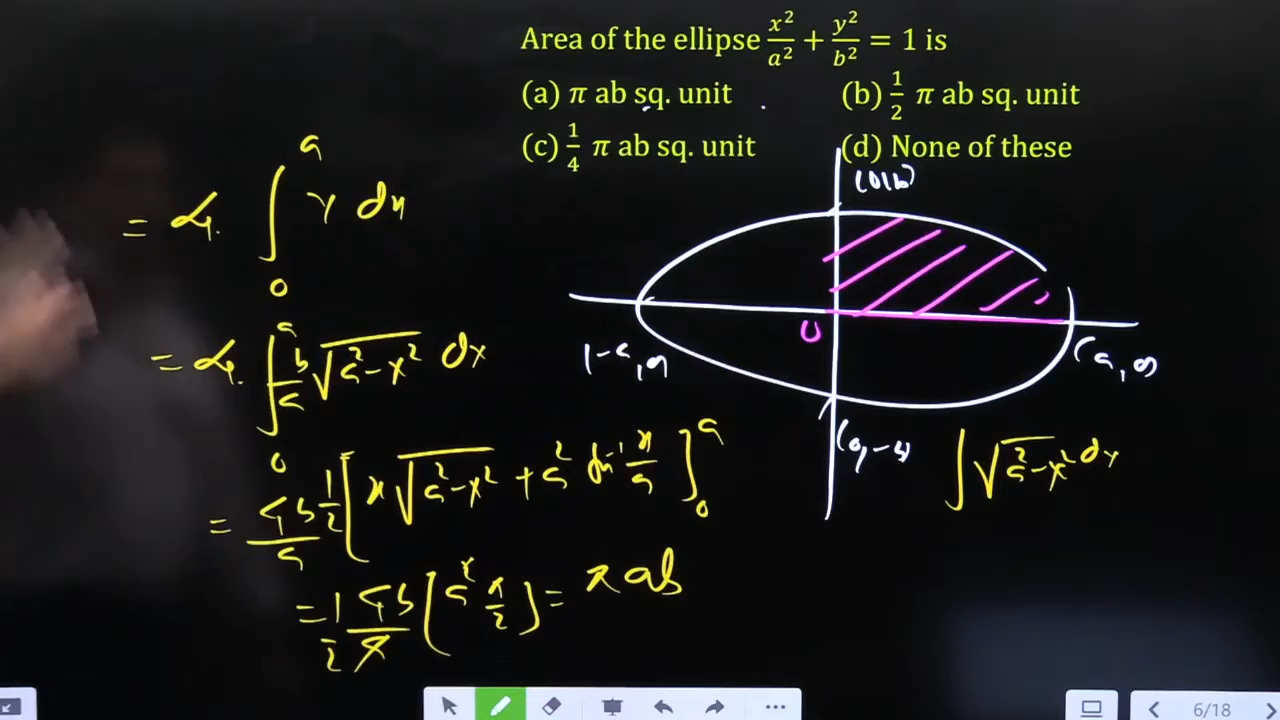 Area of the ellipse x²/a² + y²/b² = 1 is
(a) π ab sq. unit
(b) 1/2 π ab sq. unit
(c) 1/4 π ab sq. unit
(d) None of these
= 4. ∫₀ᵃ y dx
= 4. ∫₀ᵃ b/a √(a²-x²) dx
= 4b/a 1/2 [x√(a²-x²) + a² sin⁻¹ x/a]₀ᵃ
= 1/2 4b/a [a² π/2] = π ab
(0,b)
0
(-a,0)
(a,0)
(0,-b)
∫√(a²-x²) dx
6/18